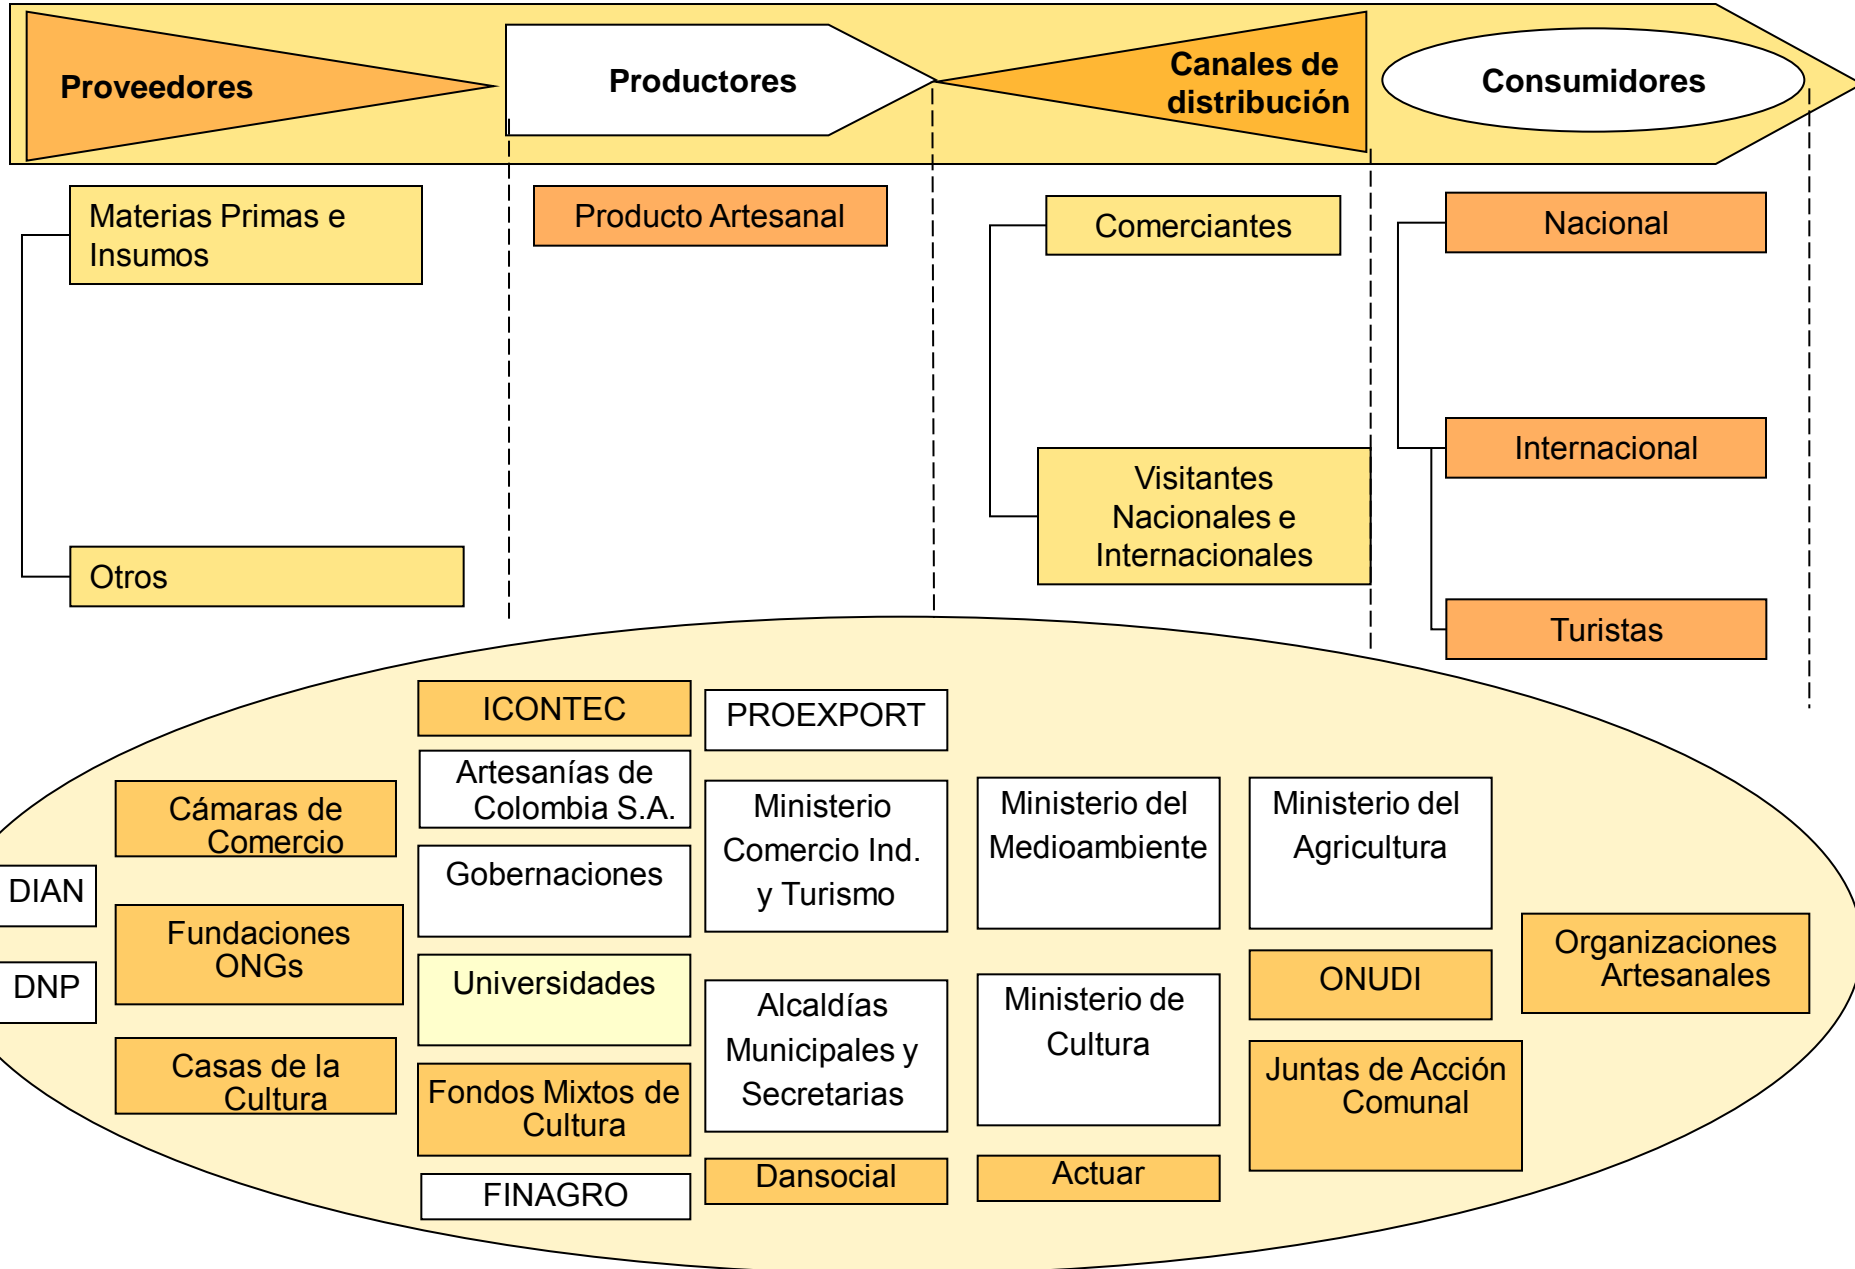 Proveedores
Productores
Canales de
distribución
Consumidores
Materias Primas e
Insumos
Otros
Producto Artesanal
Comerciantes
Visitantes
Nacionales e
Internacionales
Nacional
Internacional
Turistas
DIAN
DNP
Cámaras de
Comercio
Fundaciones
ONGs
Casas de la
Cultura
ICONTEC
Artesanías de
Colombia S.A.
Gobernaciones
Universidades
Fondos Mixtos de
Cultura
FINAGRO
PROEXPORT
Ministerio
Comercio Ind.
y Turismo
Alcaldías
Municipales y
Secretarias
Dansocial
Ministerio del
Medioambiente
Ministerio de
Cultura
Actuar
Ministerio del
Agricultura
ONUDI
Juntas de Acción
Comunal
Organizaciones
Artesanales